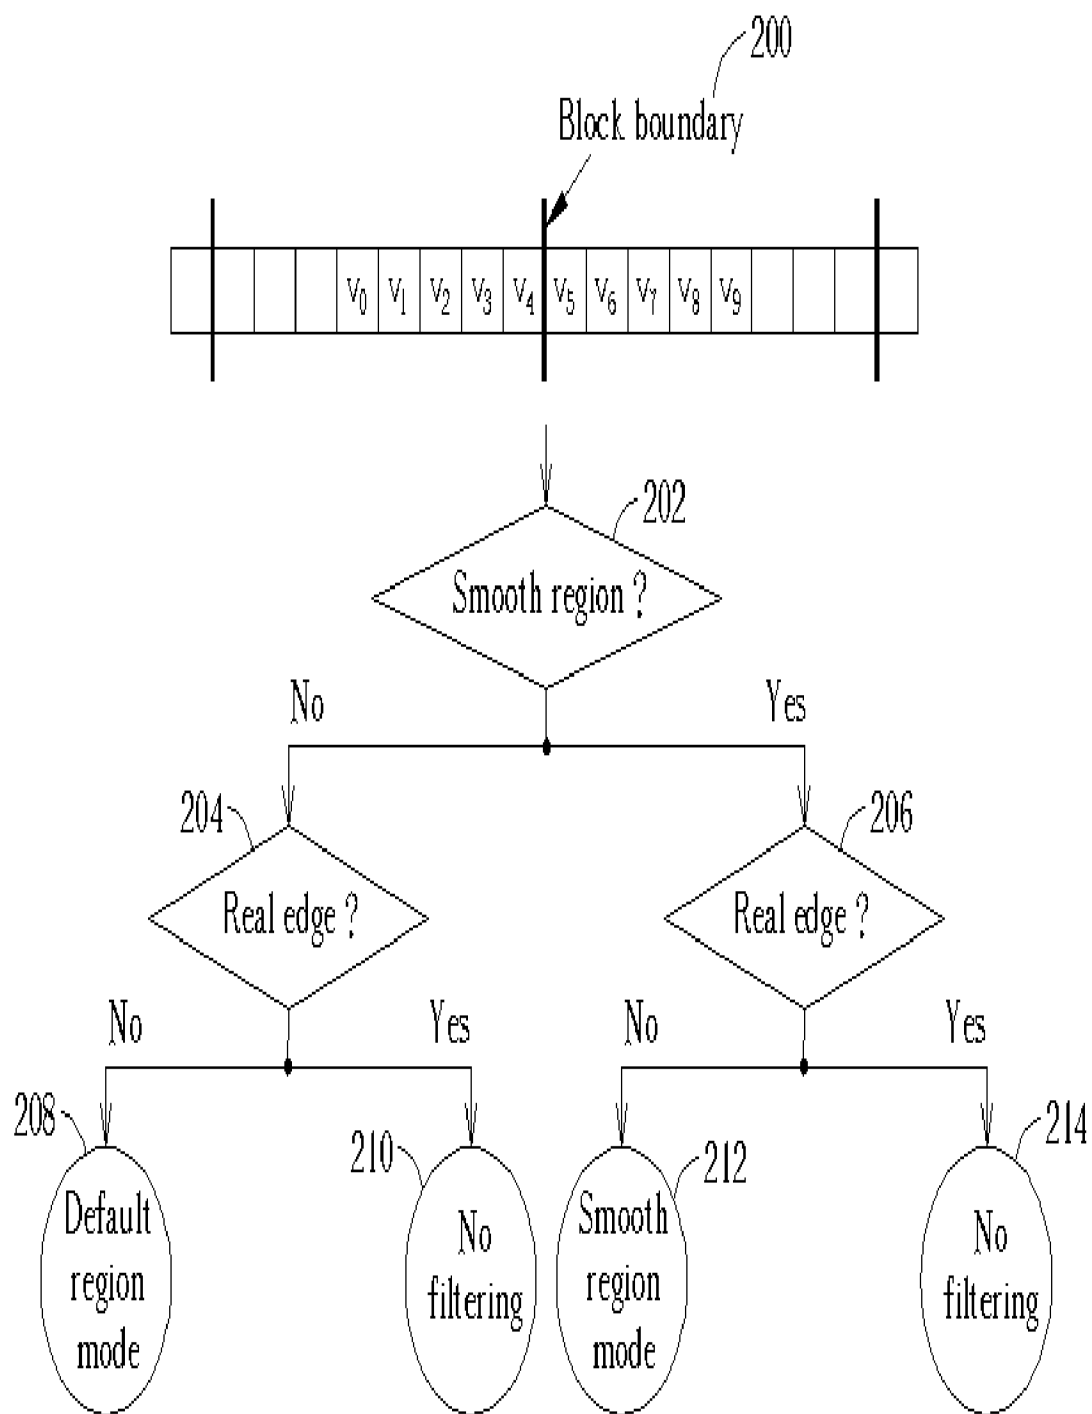 200
Block boundary
V0 V1 V2 V3 V4 V5 V6 V7 V8 V9
202
Smooth region ?
No Yes
204 206
Real edge ? Real edge ?
No Yes No Yes
208 210 212 214
Default
region
mode
No
filtering
Smooth
region
mode
No
filtering